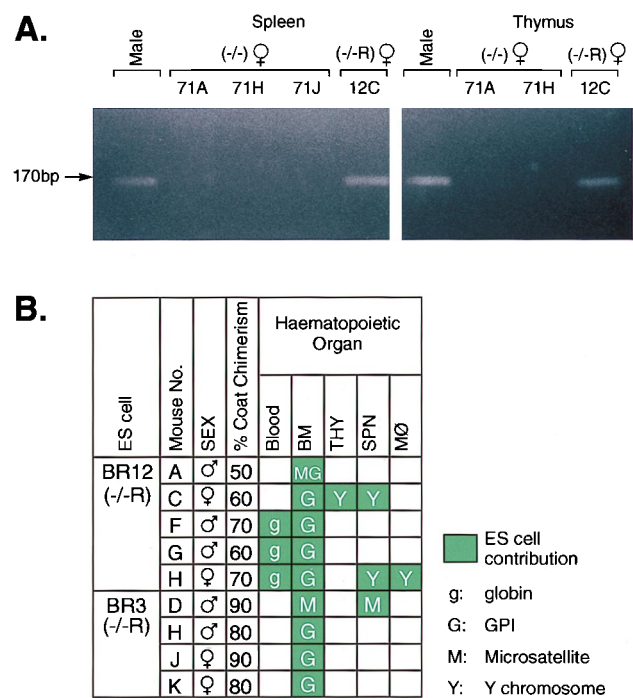 A.
Spleen
Thymus
Male
(-/-) ♀
(-/-R) ♀
Male
(-/-) ♀
(-/-R) ♀
71A 71H 71J 12C 71A 71H 12C
170bp
B.
ES cell
Mouse No.
SEX
% Coat Chimerism
Haematopoietic
Organ
Blood
BM
THY
SPN
MØ
BR12
(-/-R)
A ♂ 50 MG
C ♀ 60 G Y Y
F ♂ 70 g G
G ♂ 60 g G
H ♀ 70 g G Y Y
BR3
(-/-R)
D ♂ 90 M M
H ♂ 80 G
J ♀ 90 G
K ♀ 80 G
ES cell
contribution
g: globin
G: GPI
M: Microsatellite
Y: Y chromosome